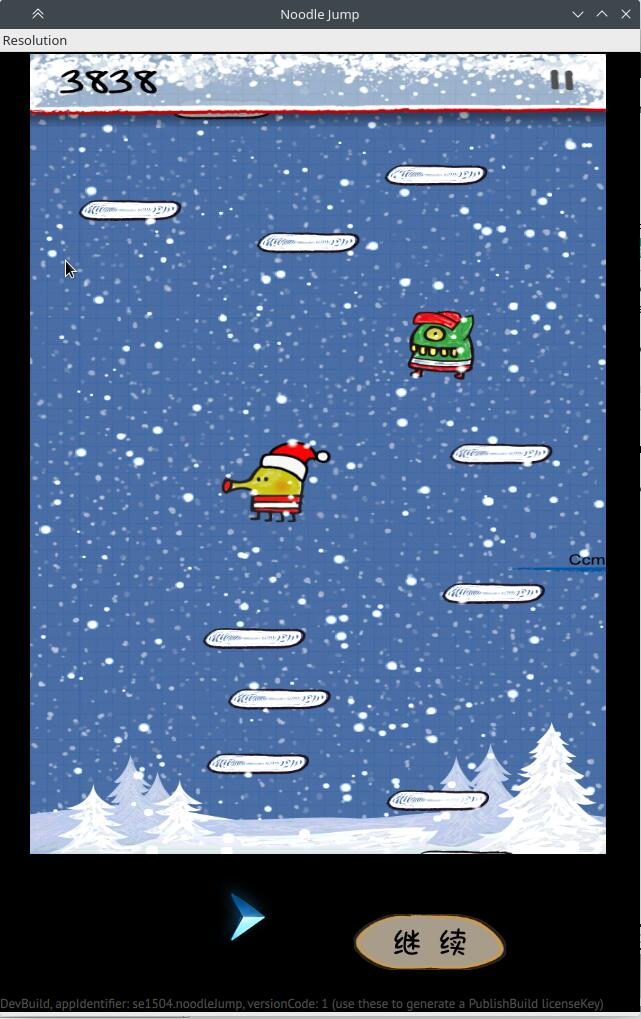 Noodle Jump
Resolution
3838
Ccm
继续
DevBuild, appIdentifier: se1504.noodleJump, versionCode: 1 (use these to generate a PublishBuild licenseKey)